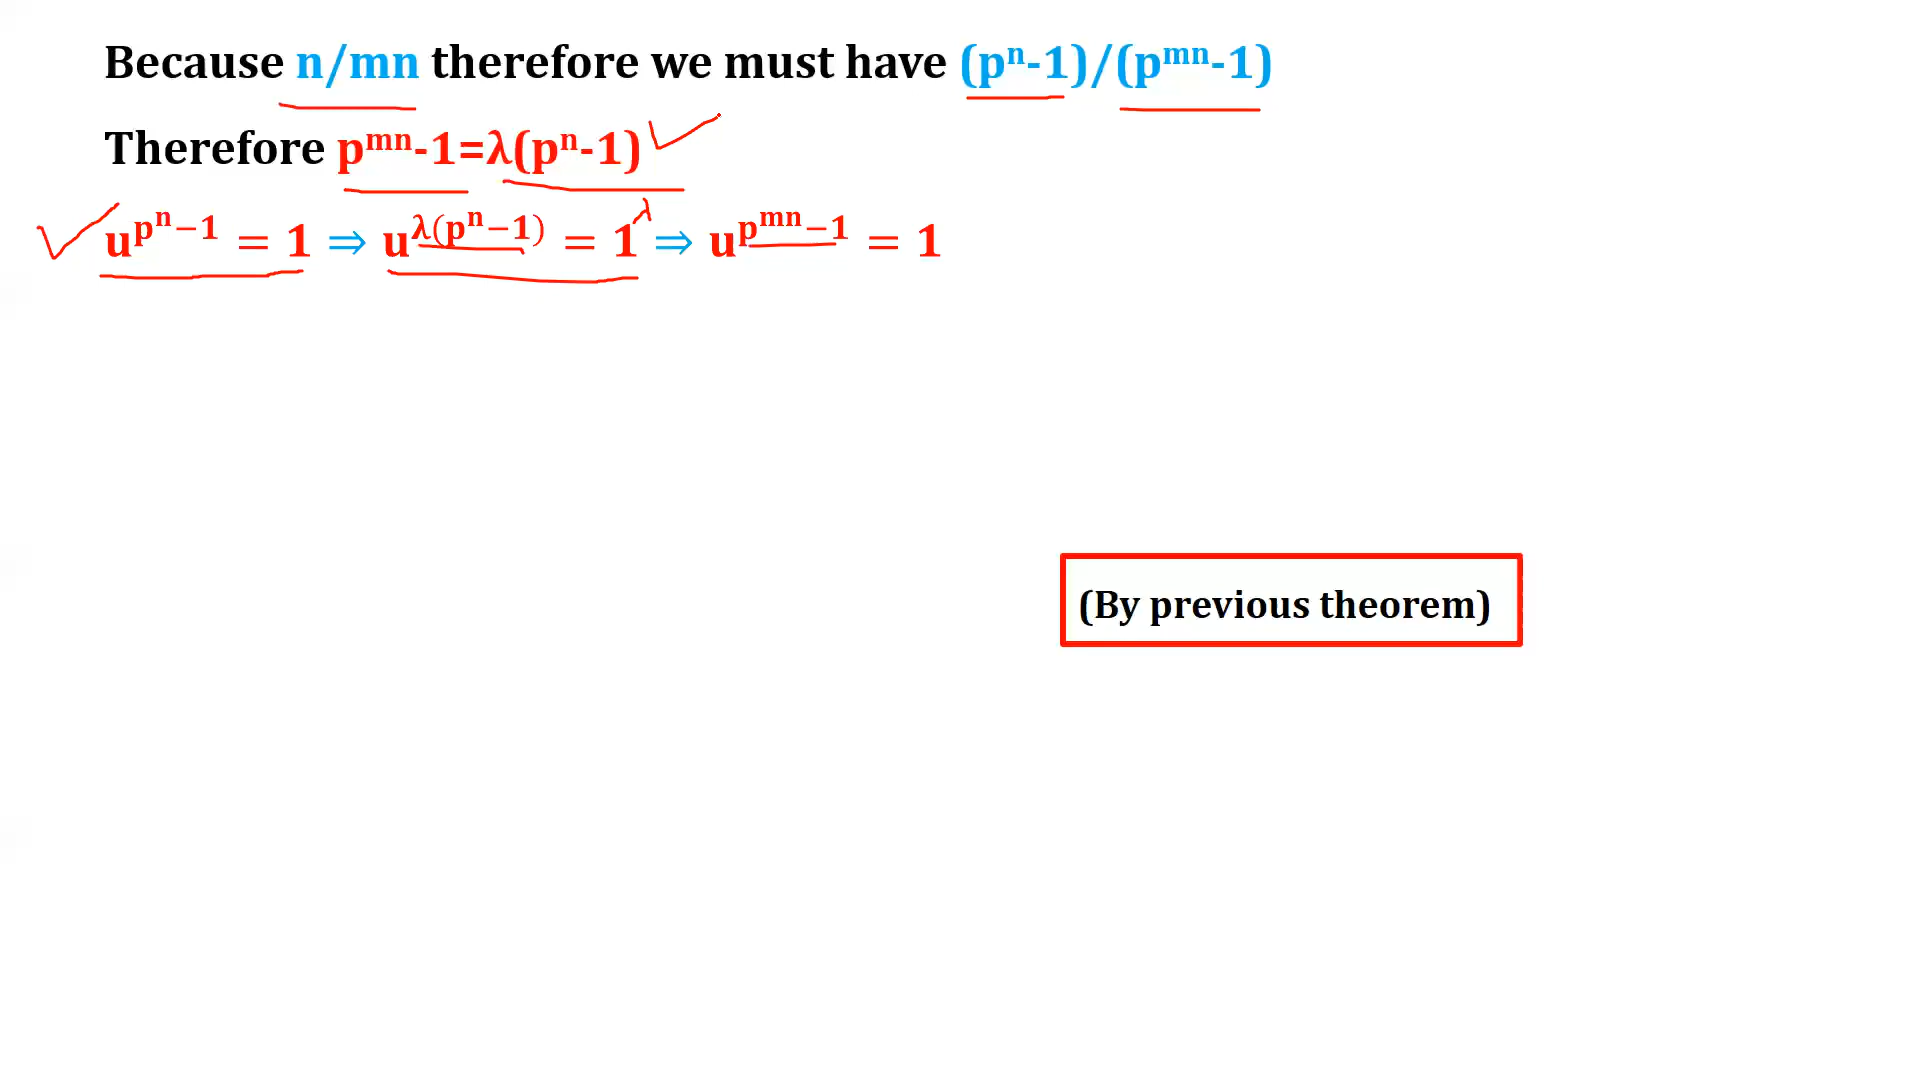 Because n/mn therefore we must have (pⁿ-1)/(pᵐⁿ-1)
Therefore pᵐⁿ-1=λ(pⁿ-1)
u^{pⁿ−1} = 1 ⇒ u^{λ(pⁿ−1)} = 1^λ ⇒ u^{pᵐⁿ−1} = 1
(By previous theorem)